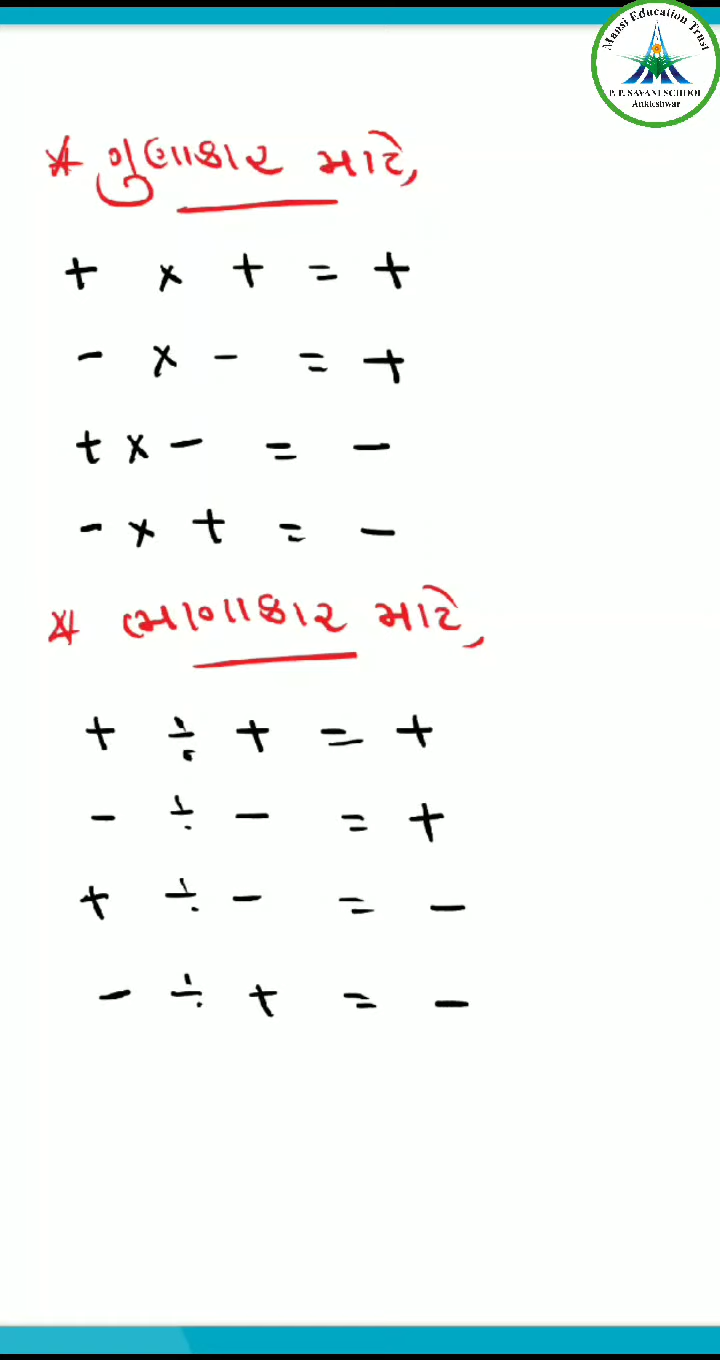 Mansi Education Trust
P. P. SAVANI SCHOOL
Ankleshwar
* ગુણાકાર માટે,
+ × + = +
- × - = +
+ × - = -
- × + = -
* ભાગાકાર માટે,
+ ÷ + = +
- ÷ - = +
+ ÷ - = -
- ÷ + = -